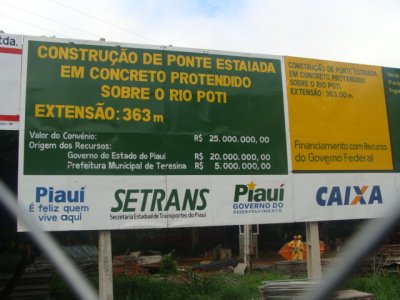 Ltda.
CONSTRUÇÃO DE PONTE ESTAIADA
EM CONCRETO PROTENDIDO
SOBRE O RIO POTI
EXTENSÃO: 363 m
Valor do Convênio: R$ 25.000.000,00
Origem dos Recursos:
Governo do Estado do Piauí R$ 20.000.000,00
Prefeitura Municipal de Teresina R$ 5.000.000,00
Piauí
É feliz quem
vive aqui
SETRANS
Secretaria Estadual de Transportes do Piauí
Piauí
GOVERNO DO
DESENVOLVIMENTO
CONSTRUÇÃO DE PONTE ESTAIADA
EM CONCRETO PROTENDIDO
SOBRE O RIO POTI
EXTENSÃO: 363,00 m
Financiamento com Recurso
do Governo Federal
CAIXA